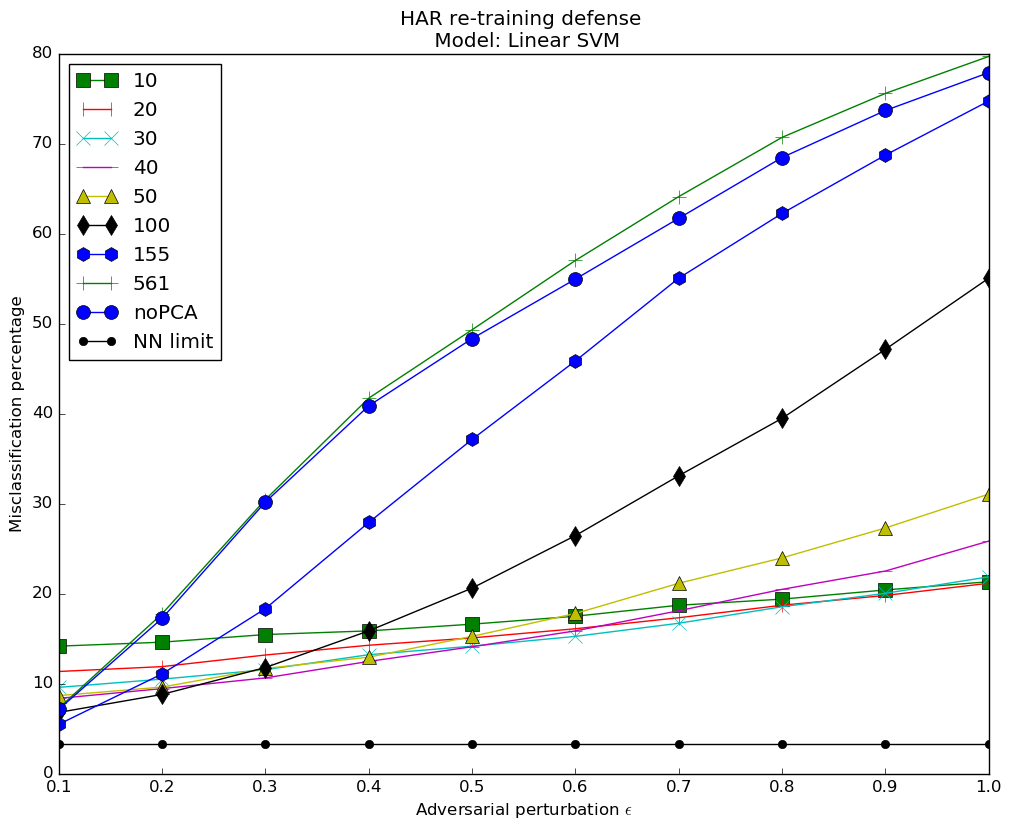 HAR re-training defense
Model: Linear SVM
80
70
60
50
40
30
20
10
0
Misclassification percentage
10
20
30
40
50
100
155
561
noPCA
NN limit
0.1 0.2 0.3 0.4 0.5 0.6 0.7 0.8 0.9 1.0
Adversarial perturbation ϵ